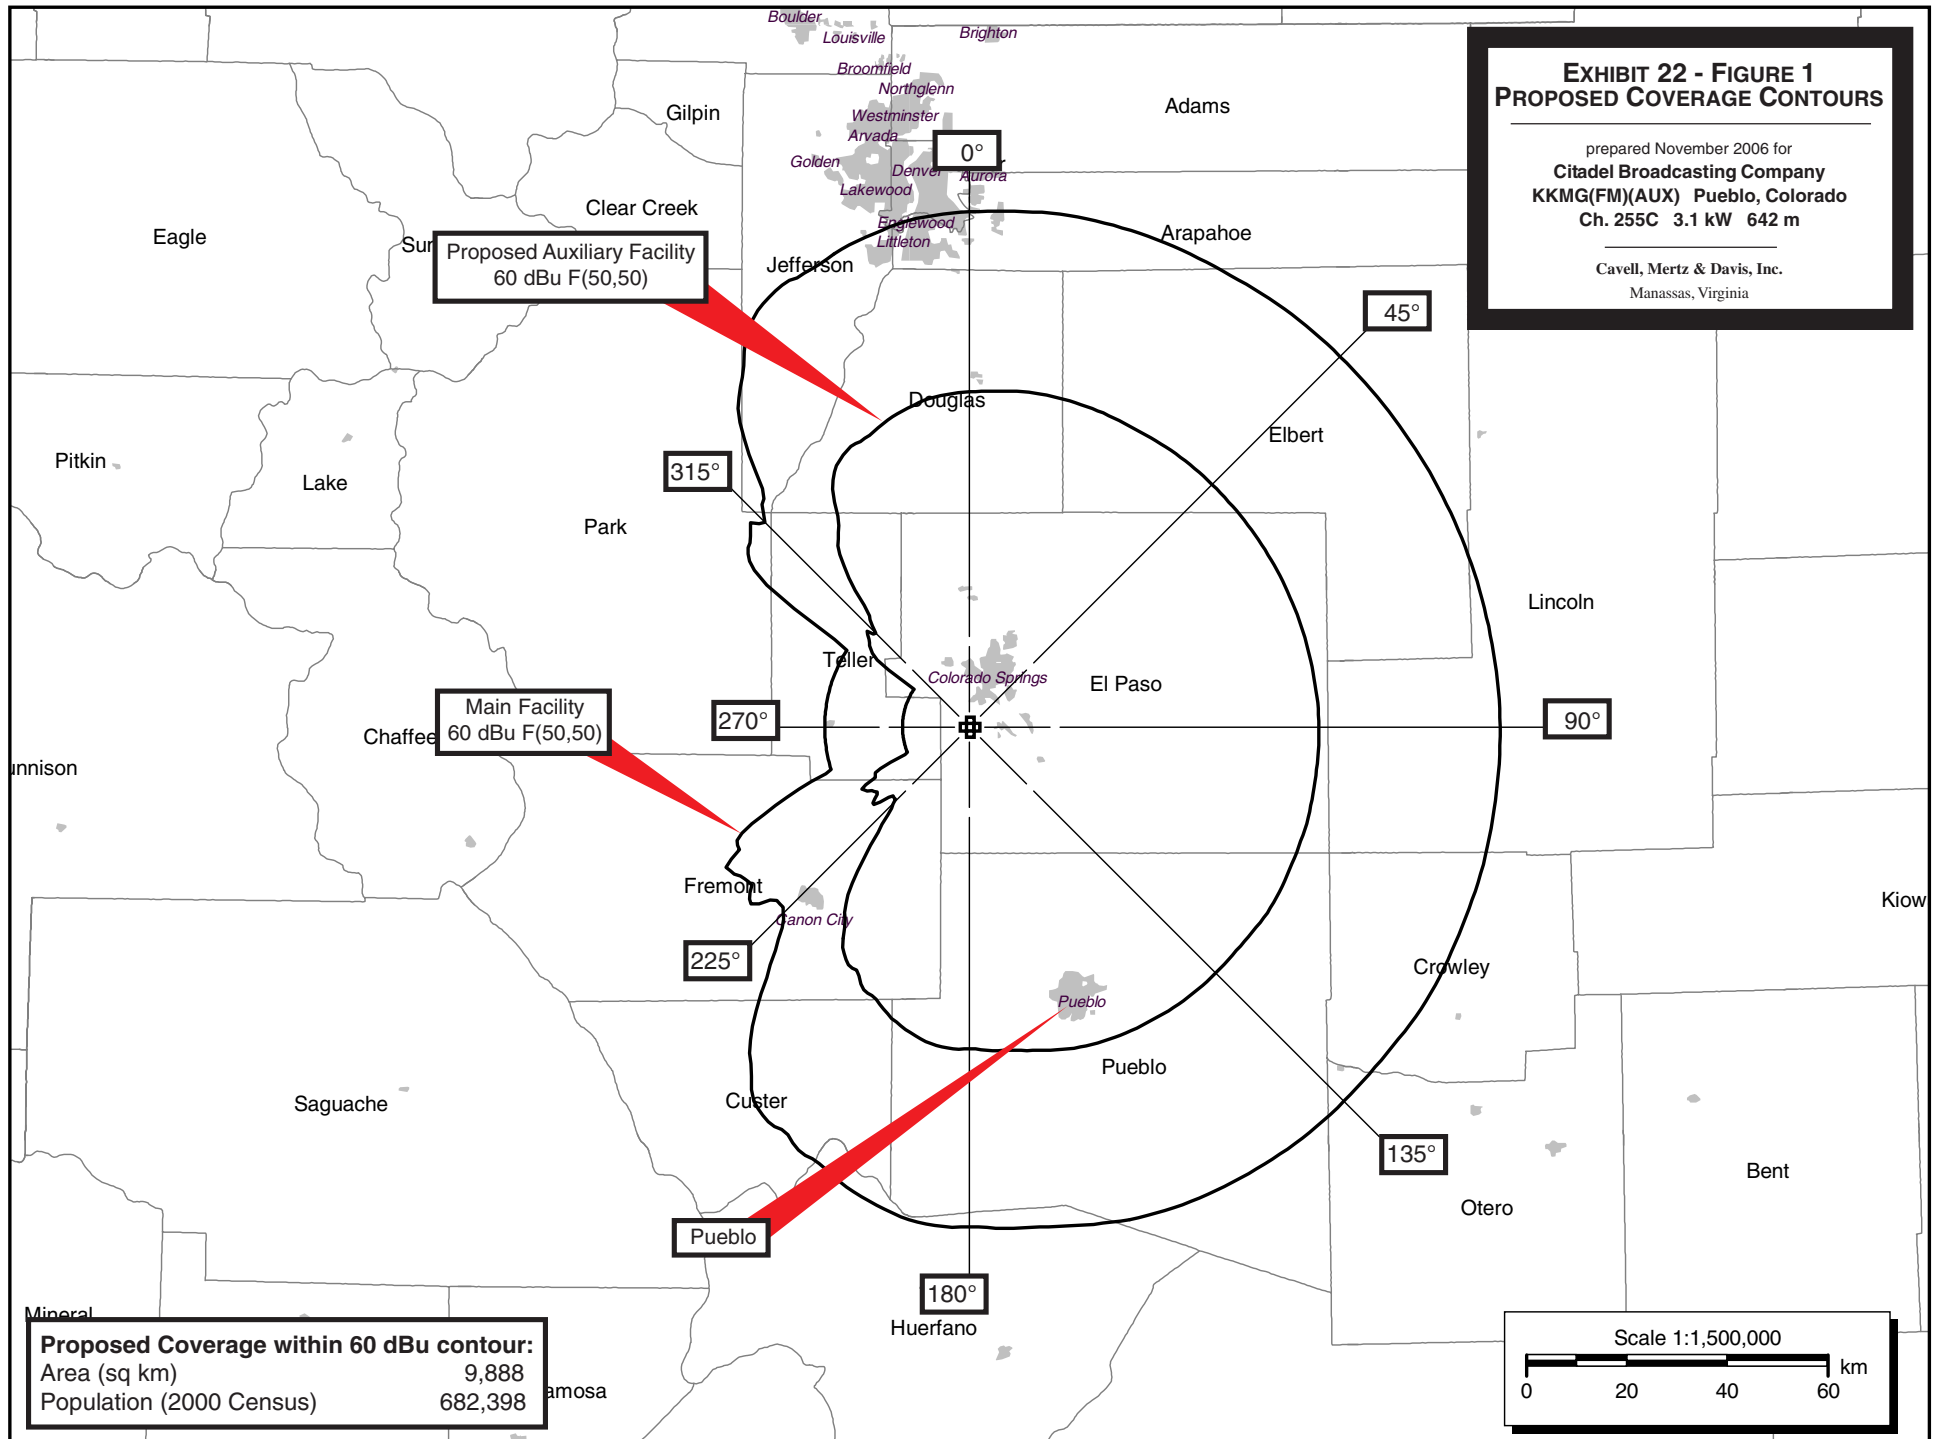 Boulder
Louisville
Brighton
Broomfield
Northglenn
Gilpin
Adams
Westminster
Arvada
0°
Golden
Denver
Aurora
Lakewood
Clear Creek
Englewood
Littleton
Arapahoe
Eagle
Jefferson
EXHIBIT 22 - FIGURE 1
PROPOSED COVERAGE CONTOURS
prepared November 2006 for
Citadel Broadcasting Company
KKMG(FM)(AUX) Pueblo, Colorado
Ch. 255C 3.1 kW 642 m
Cavell, Mertz & Davis, Inc.
Manassas, Virginia
Proposed Auxiliary Facility
60 dBu F(50,50)
45°
Douglas
Elbert
Pitkin
Lake
315°
Park
Lincoln
Teller
Colorado Springs
El Paso
Main Facility
60 dBu F(50,50)
270°
90°
Chaffee
unnison
Fremont
Canon City
Kiow
225°
Crowley
Pueblo
Pueblo
Saguache
Custer
135°
Bent
Otero
Pueblo
180°
Huerfano
Mineral
amosa
Proposed Coverage within 60 dBu contour:
Area (sq km) 9,888
Population (2000 Census) 682,398
Scale 1:1,500,000
km
0 20 40 60